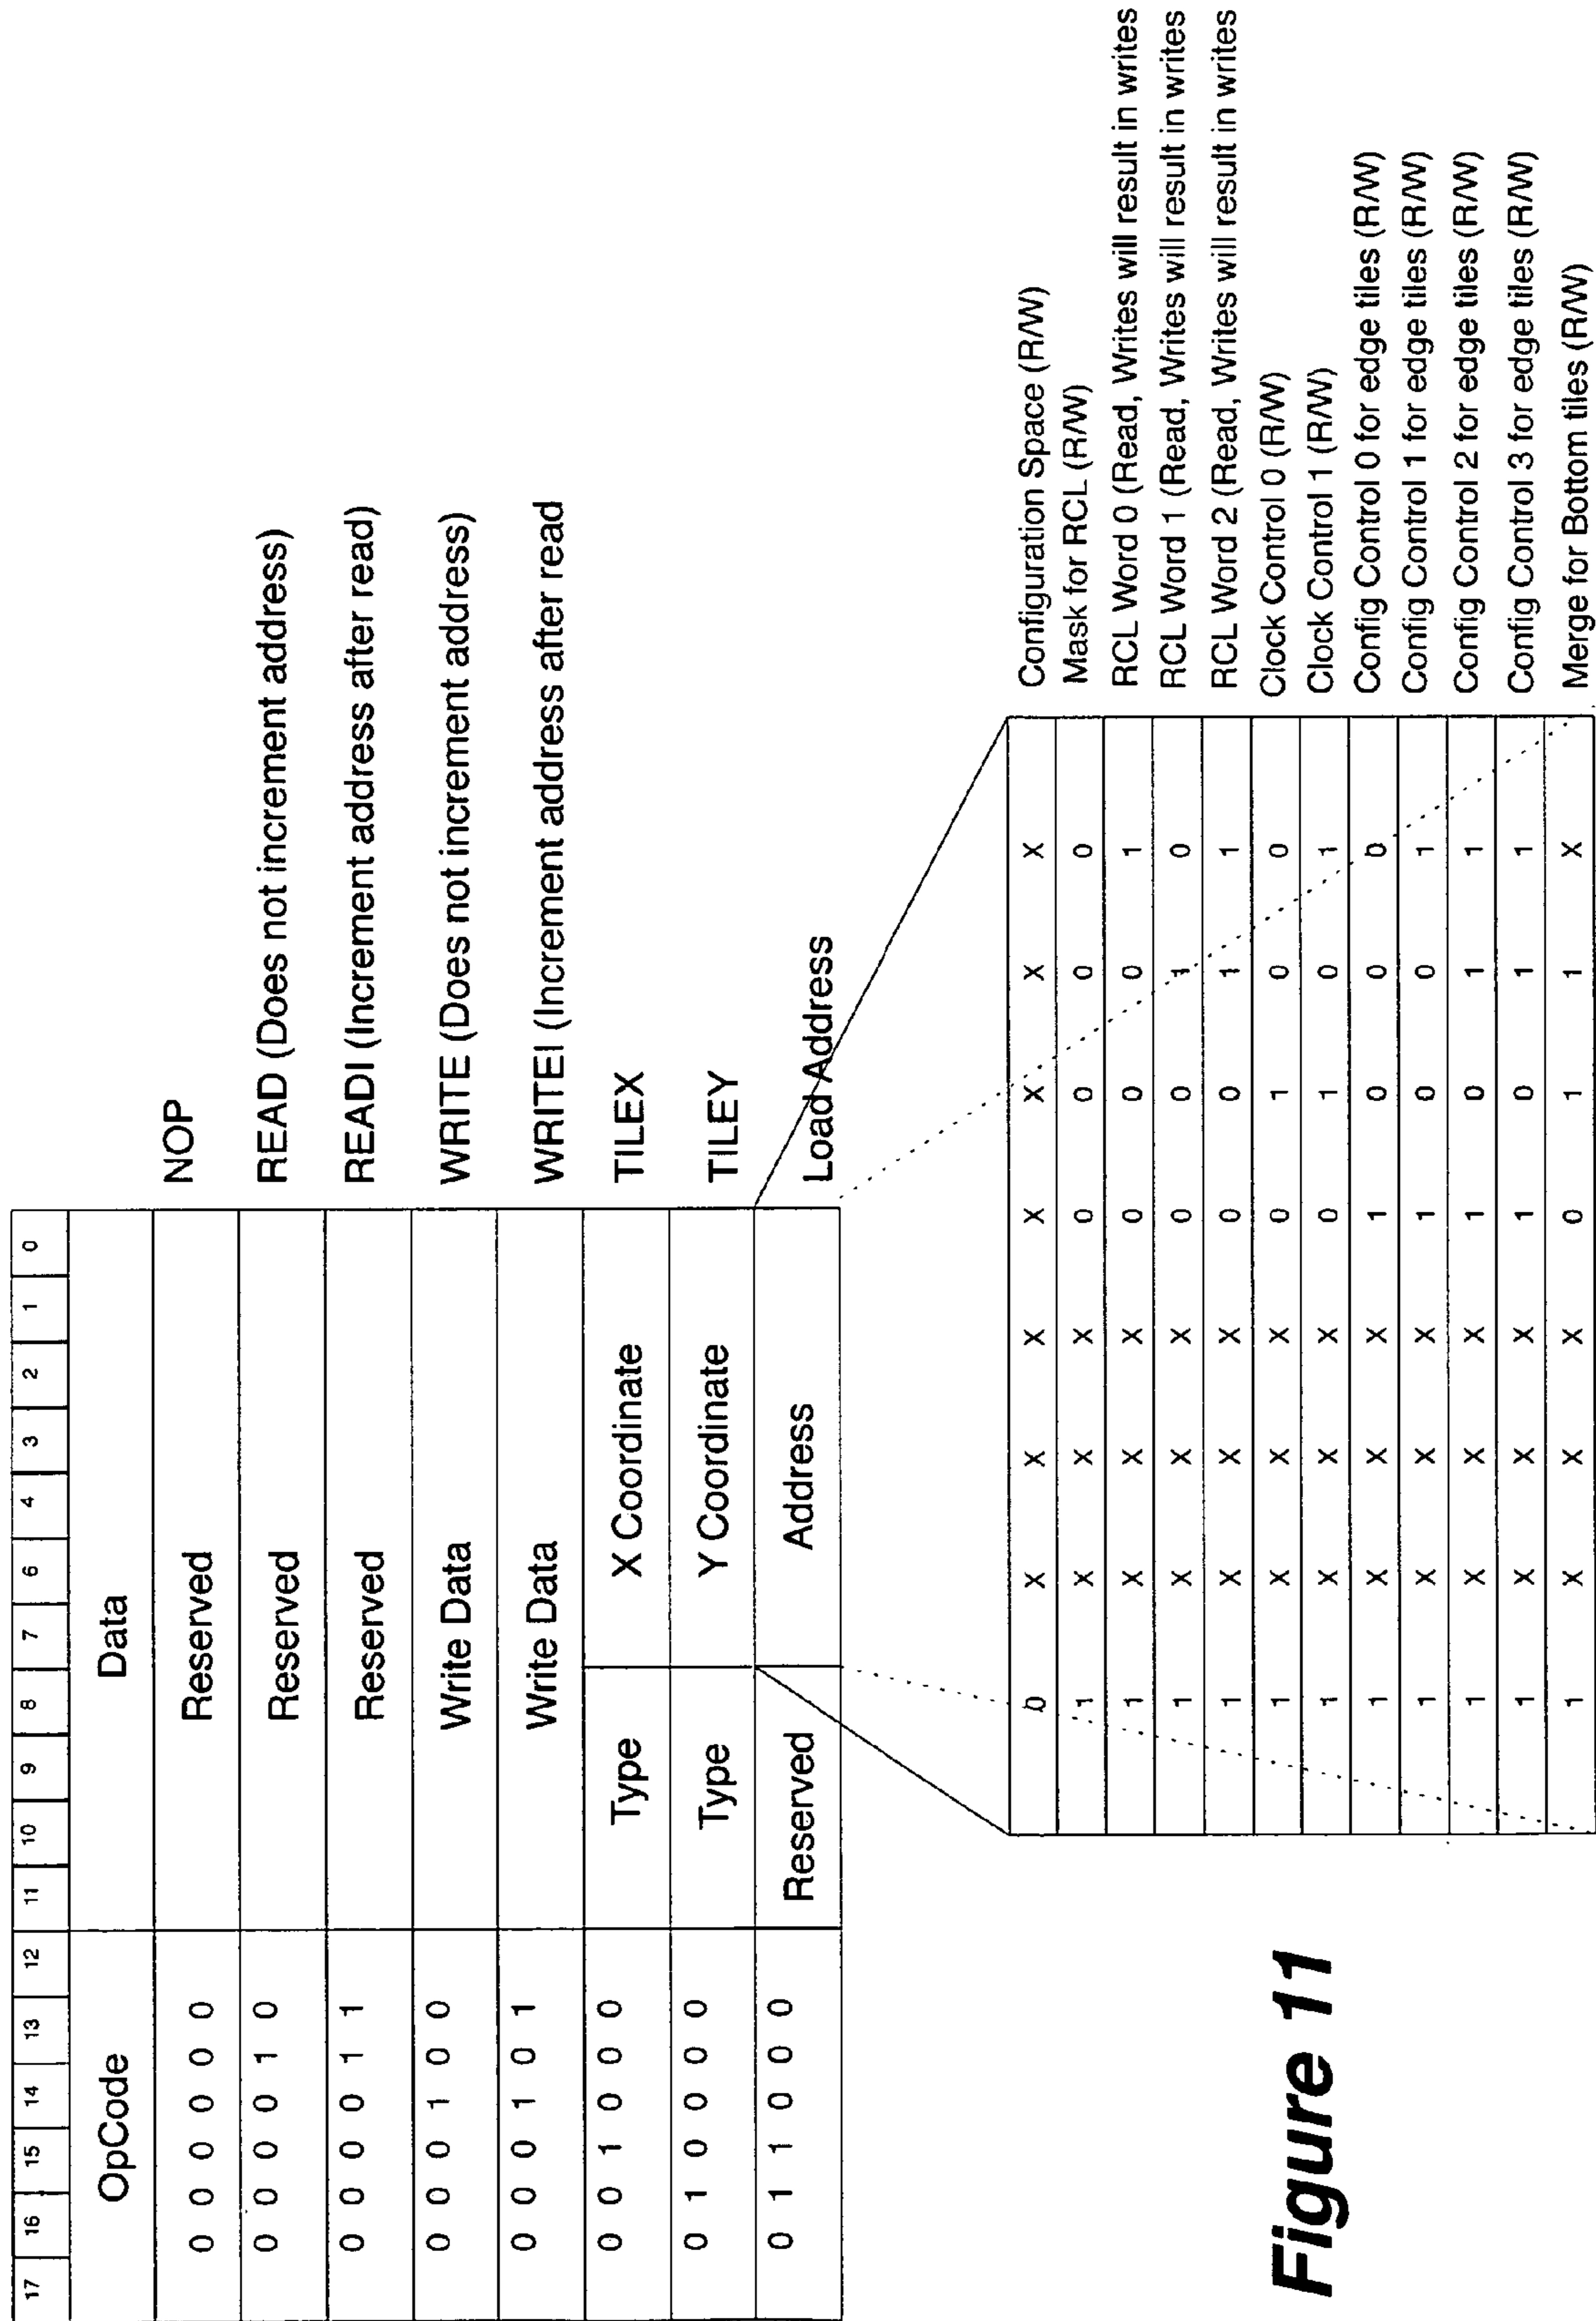 17 16 15 14 13 12 11 10 9 8 7 6 4 3 2 1 0
OpCode Data
0 0 0 0 0 0 Reserved NOP
0 0 0 0 1 0 Reserved READ (Does not increment address)
0 0 0 0 1 1 Reserved READI (Increment address after read)
0 0 0 1 0 0 Write Data WRITE (Does not increment address)
0 0 0 1 0 1 Write Data WRITEI (Increment address after read
0 0 1 0 0 0 Type X Coordinate TILEX
0 1 0 0 0 0 Type Y Coordinate TILEY
0 1 1 0 0 0 Reserved Address Load Address
0 X X X X X X X Configuration Space (R/W)
1 X X X 0 0 0 0 Mask for RCL (R/W)
1 X X X 0 0 0 1 RCL Word 0 (Read, Writes will result in writes
1 X X X 0 0 1 0 RCL Word 1 (Read, Writes will result in writes
1 X X X 0 0 1 1 RCL Word 2 (Read, Writes will result in writes
1 X X X 0 1 0 0 Clock Control 0 (R/W)
1 X X X 0 1 0 1 Clock Control 1 (R/W)
1 X X X 1 0 0 0 Config Control 0 for edge tiles (R/W)
1 X X X 1 0 0 1 Config Control 1 for edge tiles (R/W)
1 X X X 1 0 1 1 Config Control 2 for edge tiles (R/W)
1 X X X 1 0 1 1 Config Control 3 for edge tiles (R/W)
1 X X X 0 1 1 X Merge for Bottom tiles (R/W)
Figure 11